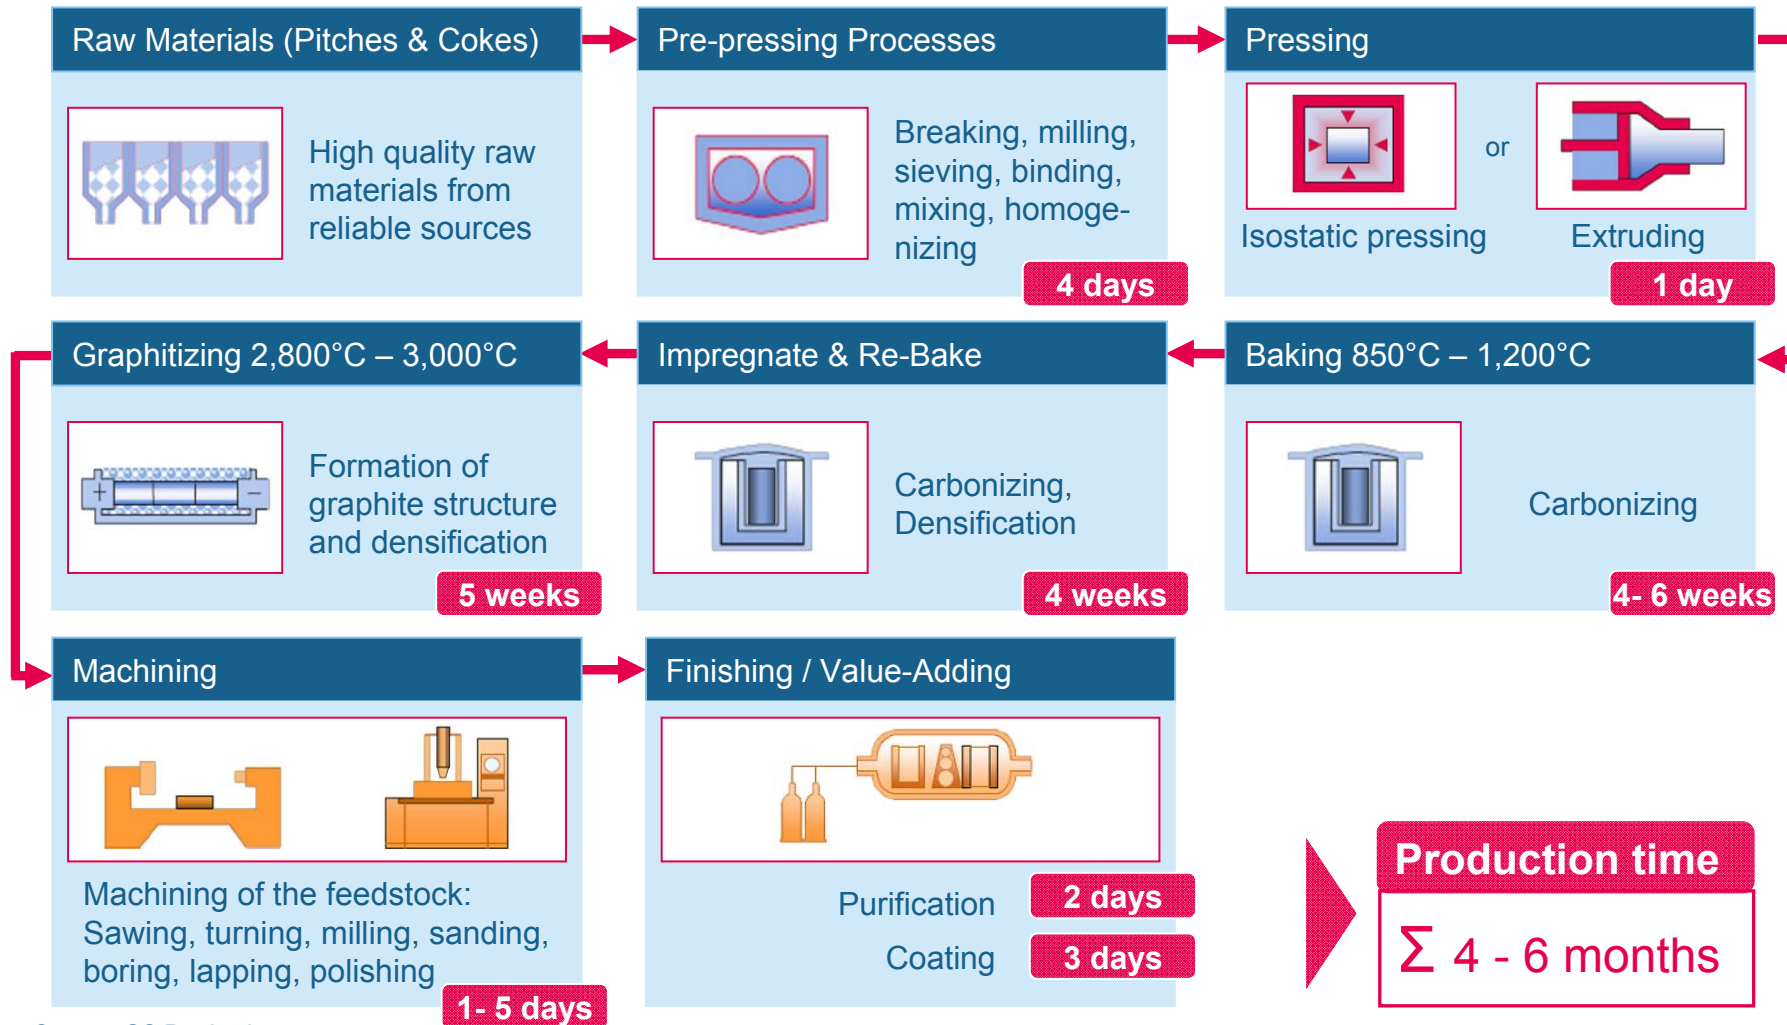 Raw Materials (Pitches & Cokes)
High quality raw
materials from
reliable sources
Pre-pressing Processes
Breaking, milling,
sieving, binding,
mixing, homoge-
nizing
4 days
Pressing
or
Isostatic pressing
Extruding
1 day
Graphitizing 2,800°C – 3,000°C
+
−
Formation of
graphite structure
and densification
5 weeks
Impregnate & Re-Bake
Carbonizing,
Densification
4 weeks
Baking 850°C – 1,200°C
Carbonizing
4- 6 weeks
Machining
Machining of the feedstock:
Sawing, turning, milling, sanding,
boring, lapping, polishing
1- 5 days
Finishing / Value-Adding
Purification
2 days
Coating
3 days
Production time
Σ 4 - 6 months